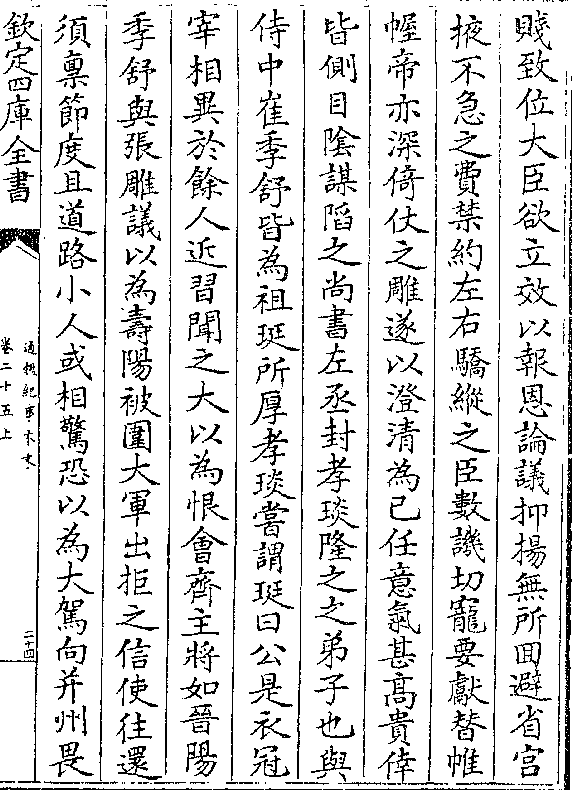 賤致位大臣欲立效以報恩論議抑揚無所回避省宫
掖不急之費禁約左右驕縱之臣數譏切寵要獻替帷
幄帝亦深倚仗之雕遂以澄清為已任意氣甚髙貴倖
皆側目隂謀陷之尚書左丞封孝琰隆之之弟子也與
侍中崔季舒皆為祖珽所厚孝琰嘗謂珽曰公是衣冠
宰相異於餘人近習聞之大以為恨會齊主將如晉陽
季舒與張雕議以為壽陽被圍大軍出拒之信使往還
須禀節度且道路小人或相驚恐以為大駕向并州畏
欽定四庫全書
通鑑紀事本末
卷二十五上
二十四